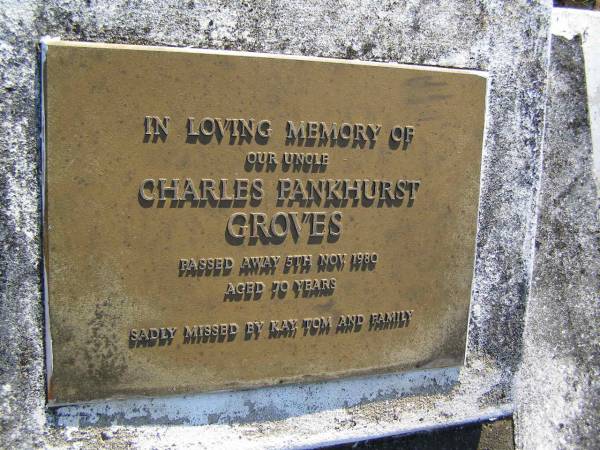 IN LOVING MEMORY OF
OUR UNCLE
CHARLES PANKHURST
GROVES
PASSED AWAY 5TH NOV. 1980
AGED 70 YEARS
SADLY MISSED BY KAY, TOM AND FAMILY